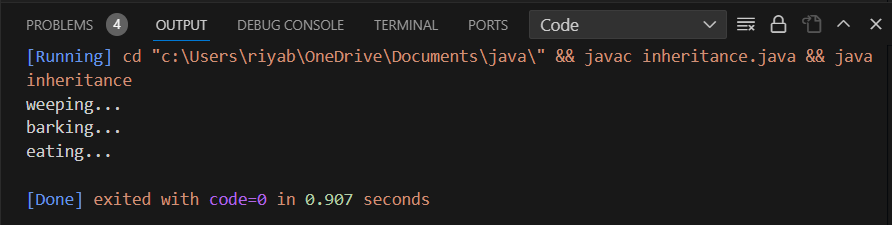 PROBLEMS 4 OUTPUT DEBUG CONSOLE TERMINAL PORTS Code
[Running] cd "c:\Users\riyab\OneDrive\Documents\java\" && javac inheritance.java && java
inheritance
weeping...
barking...
eating...
[Done] exited with code=0 in 0.907 seconds